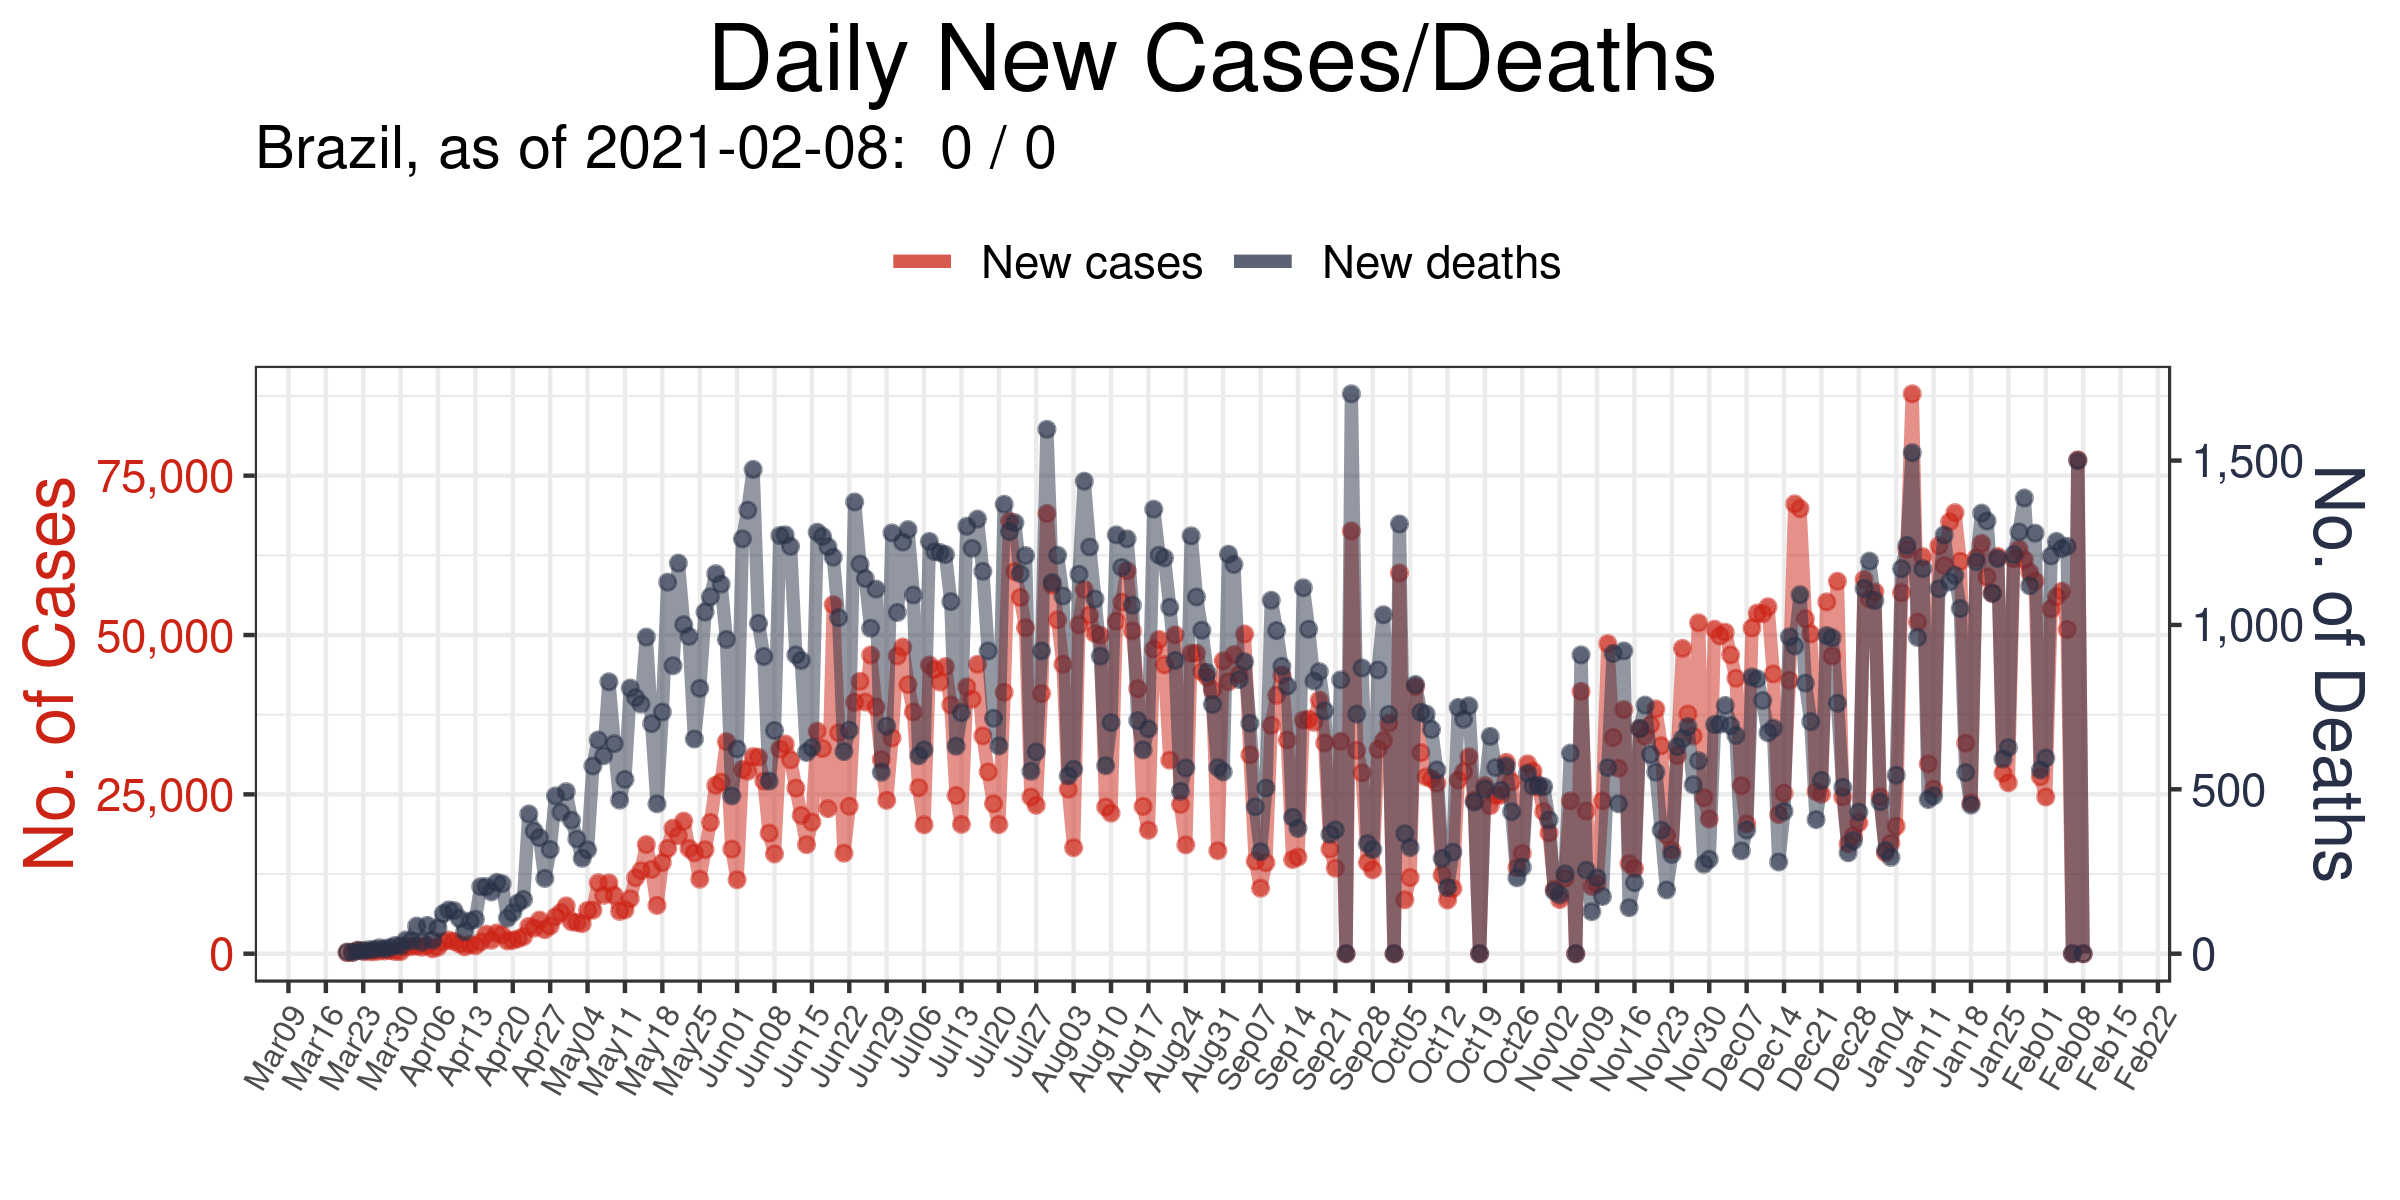 Daily New Cases/Deaths
Brazil, as of 2021-02-08:  0 / 0
New cases
New deaths
No. of Cases
75,000
50,000
25,000
0
1,500
1,000
500
0
No. of Deaths
Mar09
Mar16
Mar23
Mar30
Apr06
Apr13
Apr20
Apr27
May04
May11
May18
May25
Jun01
Jun08
Jun15
Jun22
Jun29
Jul06
Jul13
Jul20
Jul27
Aug03
Aug10
Aug17
Aug24
Aug31
Sep07
Sep14
Sep21
Sep28
Oct05
Oct12
Oct19
Oct26
Nov02
Nov09
Nov16
Nov23
Nov30
Dec07
Dec14
Dec21
Dec28
Jan04
Jan11
Jan18
Jan25
Feb01
Feb08
Feb15
Feb22